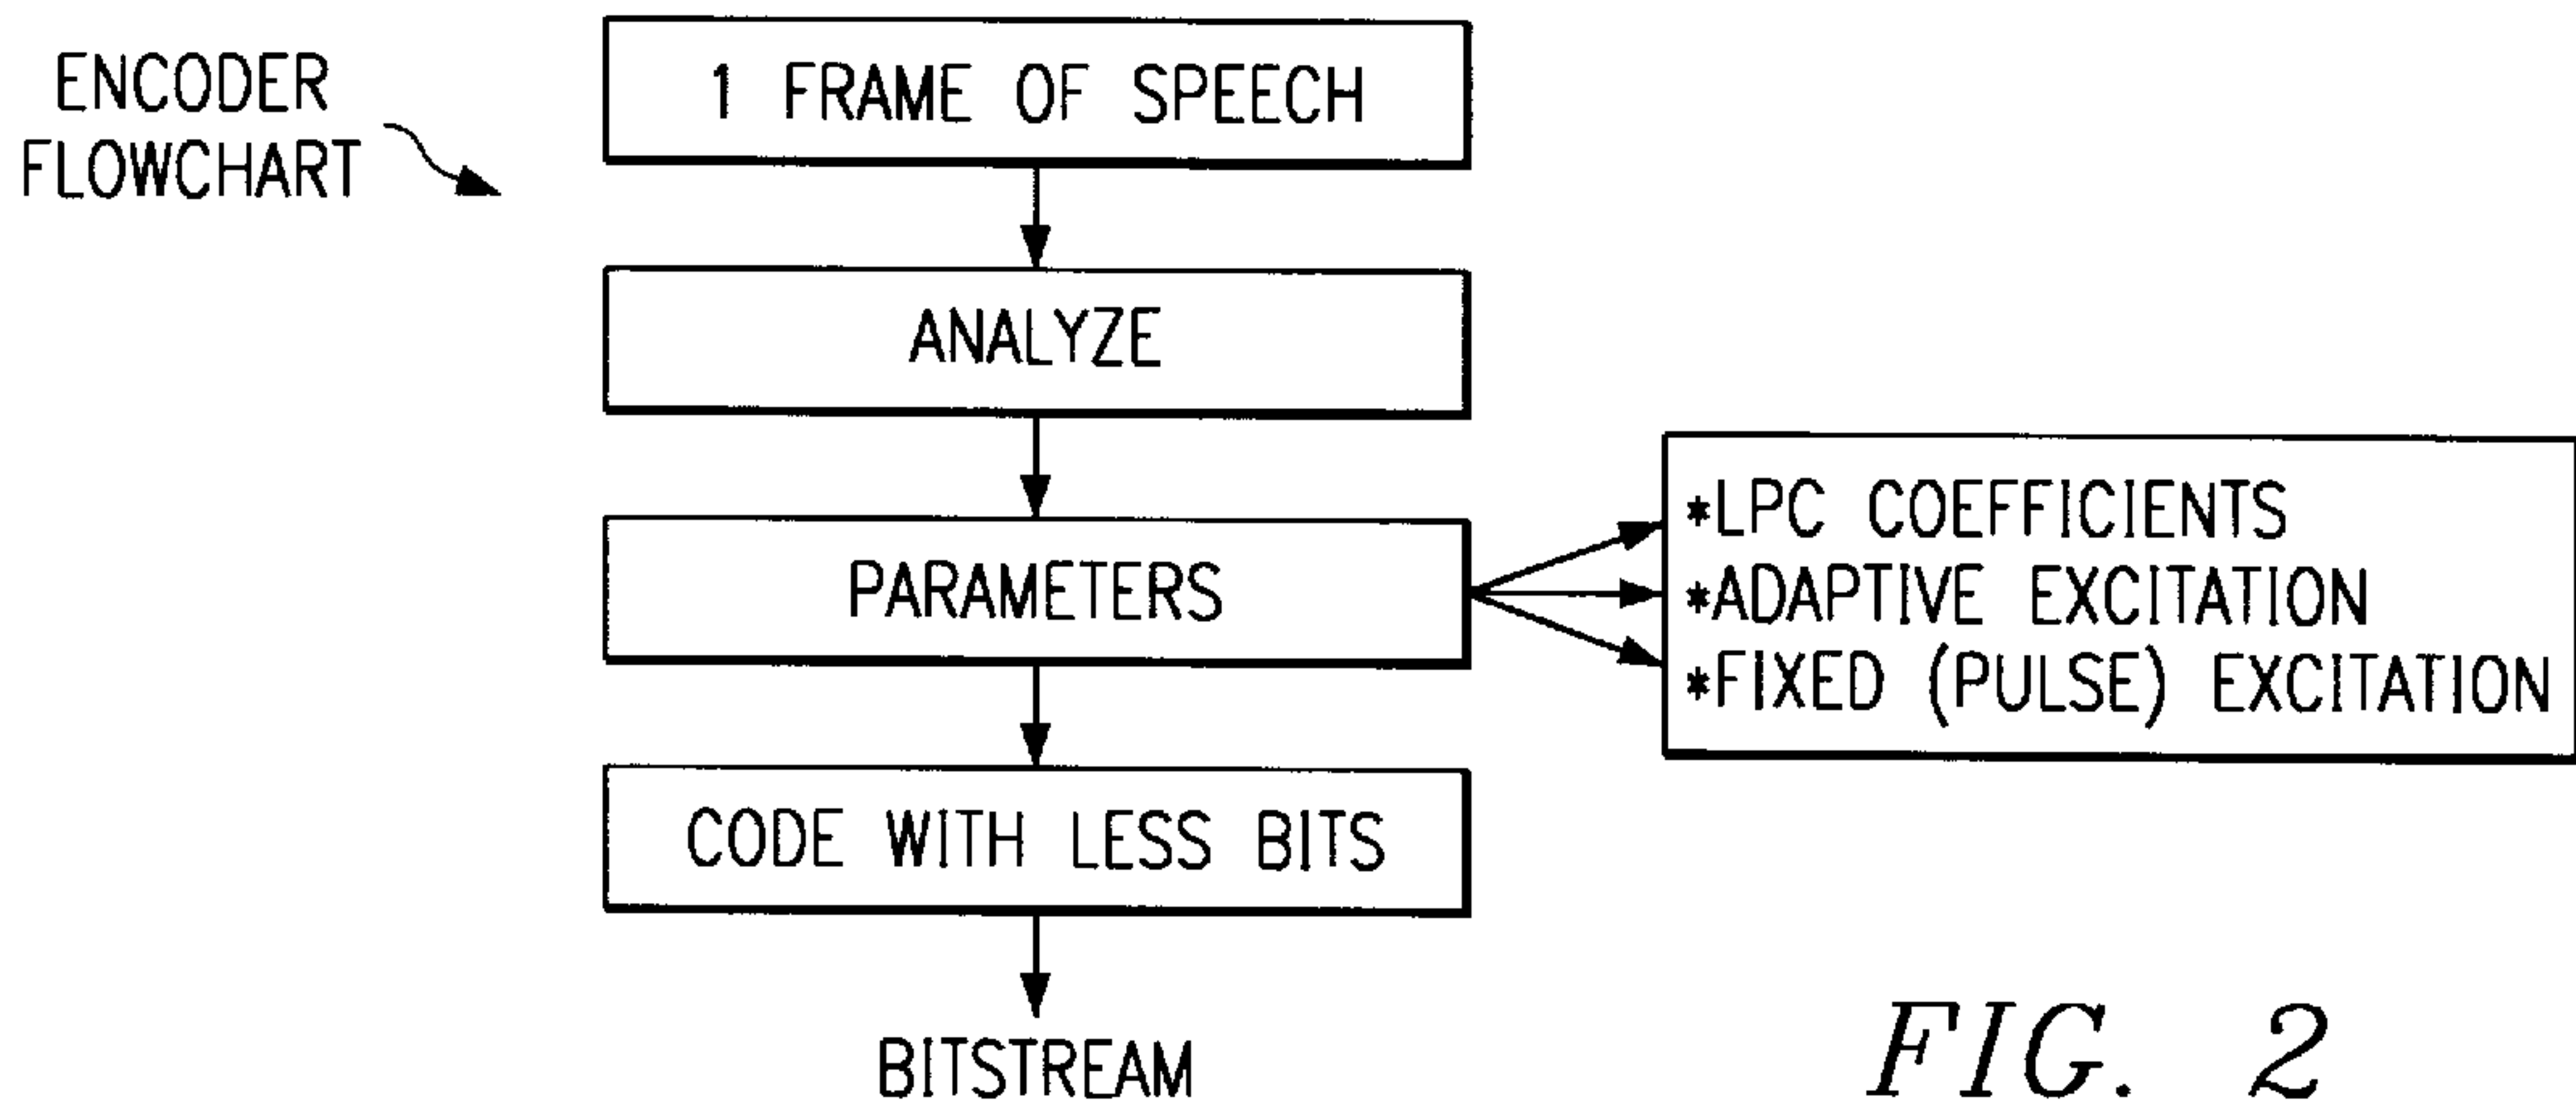 ENCODER
FLOWCHART
1 FRAME OF SPEECH
ANALYZE
PARAMETERS
*LPC COEFFICIENTS
*ADAPTIVE EXCITATION
*FIXED (PULSE) EXCITATION
CODE WITH LESS BITS
BITSTREAM
FIG. 2